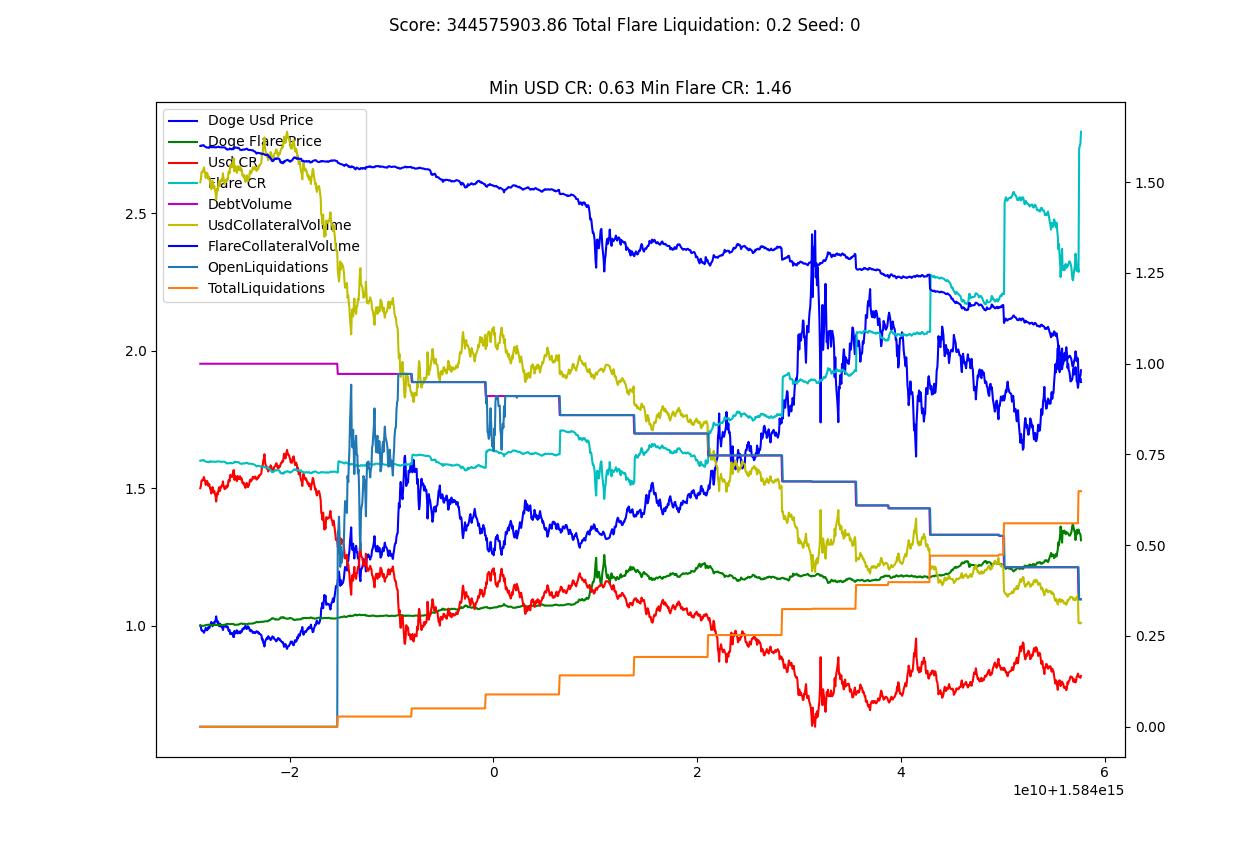 Score: 344575903.86 Total Flare Liquidation: 0.2 Seed: 0
Min USD CR: 0.63 Min Flare CR: 1.46
Doge Usd Price
Doge Flare Price
Usd CR
Flare CR
DebtVolume
UsdCollateralVolume
FlareCollateralVolume
OpenLiquidations
TotalLiquidations
2.5
2.0
1.5
1.0
1.50
1.25
1.00
0.75
0.50
0.25
0.00
−2
0
2
4
6
1e10+1.584e15